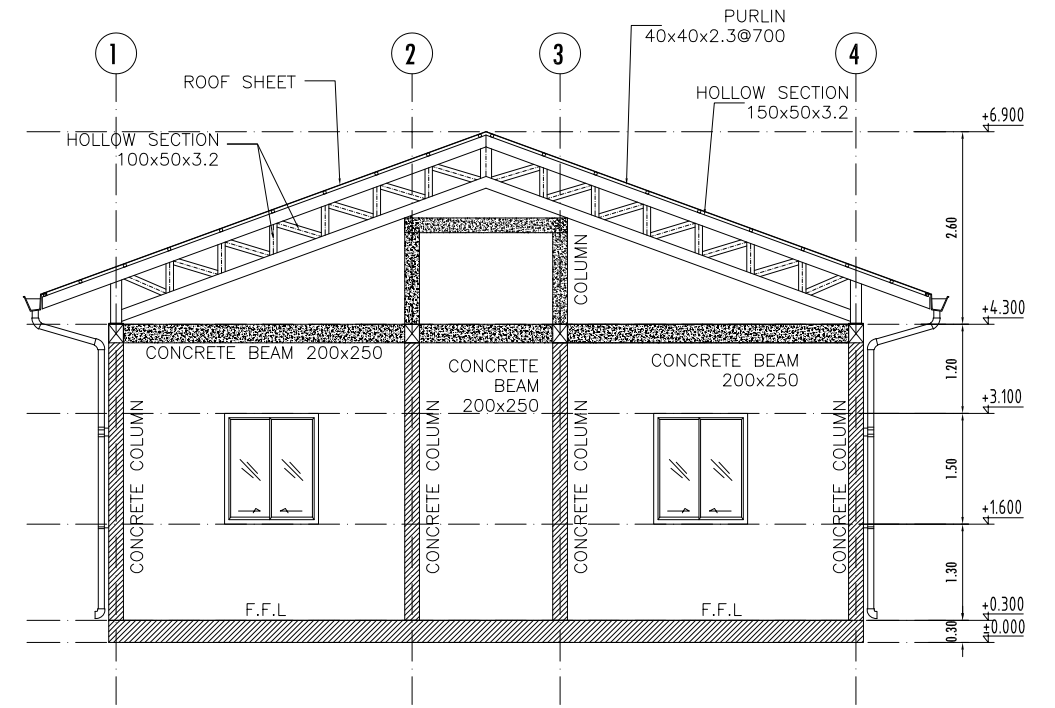 PURLIN
40x40x2.3@700
1
2
3
4
ROOF SHEET
HOLLOW SECTION
150x50x3.2
+6.900
HOLLOW SECTION
100x50x3.2
2.60
COLUMN
+4.300
CONCRETE BEAM 200x250
CONCRETE
BEAM
200x250
CONCRETE BEAM
200x250
1.20
+3.100
CONCRETE COLUMN
CONCRETE COLUMN
CONCRETE COLUMN
CONCRETE COLUMN
1.50
+1.600
1.30
F.F.L
F.F.L
+0.300
0.30
±0.000